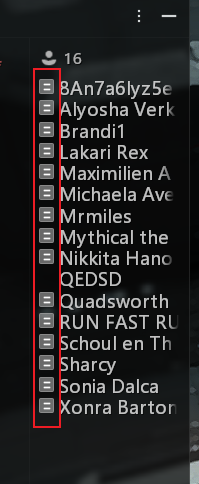 16
8An7a6lyz5e
Alyosha Verk
Brandi1
Lakari Rex
Maximilien A
Michaela Ave
Mrmiles
Mythical the
Nikkita Hano
QEDSD
Quadsworth
RUN FAST RU
Schoul en Th
Sharcy
Sonia Dalca
Xonra Barton